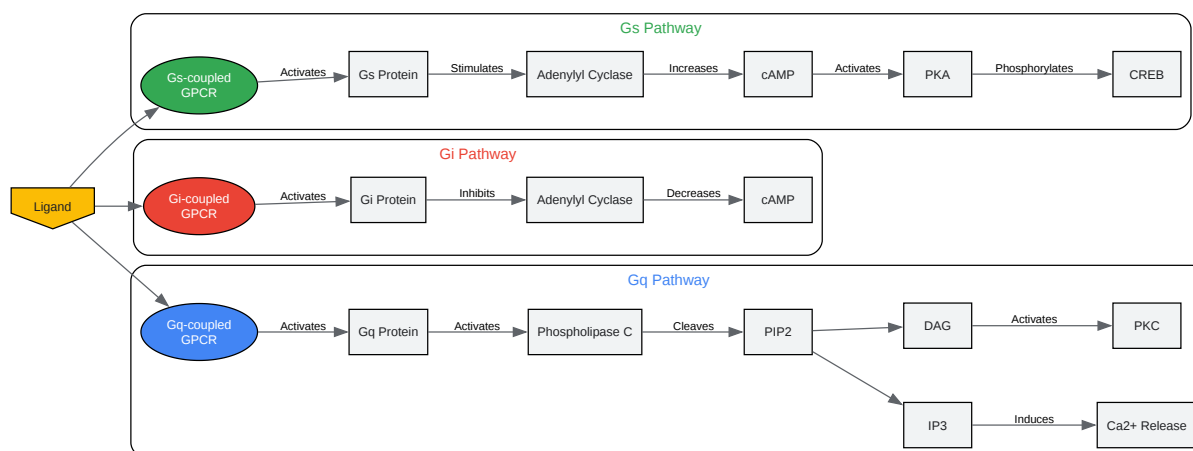 Gs Pathway
Gs-coupled
GPCR
Activates
Gs Protein
Stimulates
Adenylyl Cyclase
Increases
cAMP
Activates
PKA
Phosphorylates
CREB
Gi Pathway
Ligand
Gi-coupled
GPCR
Activates
Gi Protein
Inhibits
Adenylyl Cyclase
Decreases
cAMP
Gq Pathway
Gq-coupled
GPCR
Activates
Gq Protein
Activates
Phospholipase C
Cleaves
PIP2
DAG
Activates
PKC
IP3
Induces
Ca2+ Release